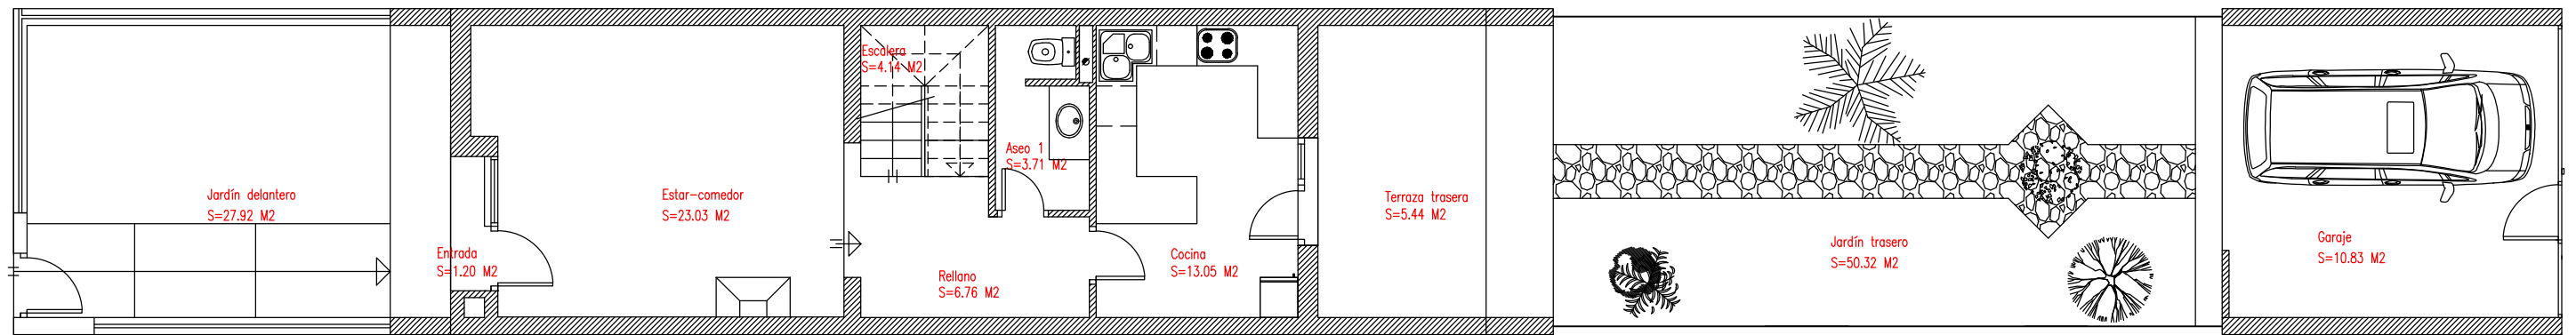 Jardín delantero
S=27.92 M2
Entrada
S=1.20 M2
Estar-comedor
S=23.03 M2
Escalera
S=4.14 M2
Rellano
S=6.76 M2
Aseo 1
S=3.71 M2
Cocina
S=13.05 M2
Terraza trasera
S=5.44 M2
Jardín trasero
S=50.32 M2
Garaje
S=10.83 M2